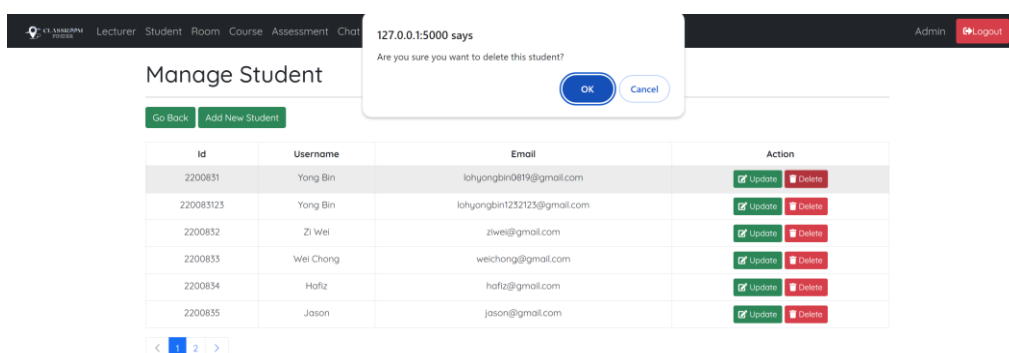 CLASSROOM FINDER Lecturer Student Room Course Assessment Chat Admin Logout
127.0.0.1:5000 says
Are you sure you want to delete this student?
OK Cancel
Manage Student
Go Back Add New Student
Id Username Email Action
2200831 Yong Bin lohyongbin0819@gmail.com Update Delete
220083123 Yong Bin lohyongbin1232123@gmail.com Update Delete
2200832 Zi Wei ziwei@gmail.com Update Delete
2200833 Wei Chong weichong@gmail.com Update Delete
2200834 Hafiz hafiz@gmail.com Update Delete
2200835 Jason jason@gmail.com Update Delete
< 1 2 >